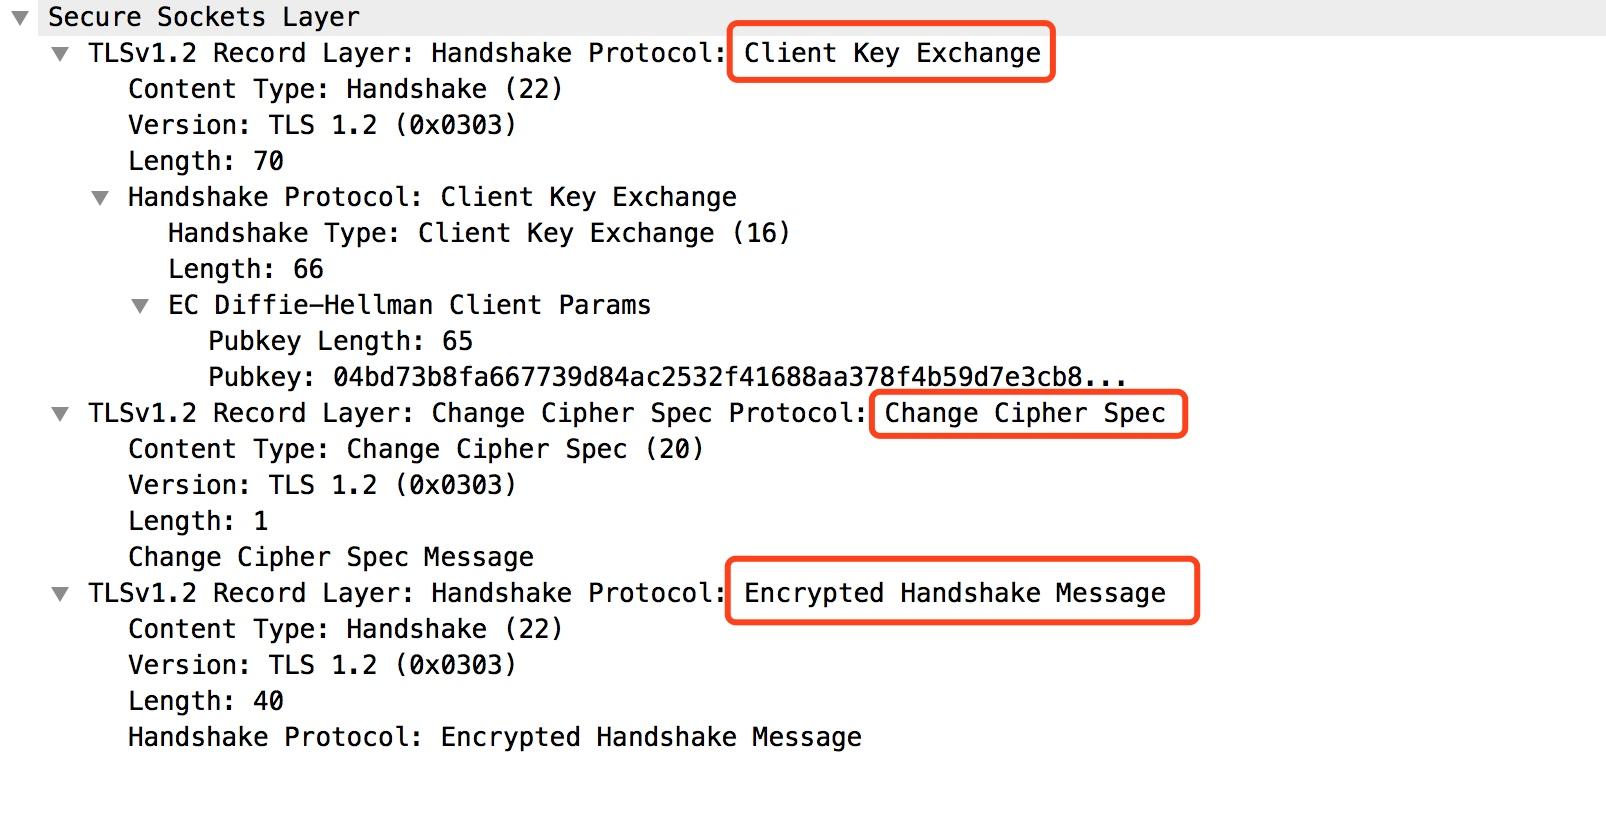 Secure Sockets Layer
TLSv1.2 Record Layer: Handshake Protocol: Client Key Exchange
Content Type: Handshake (22)
Version: TLS 1.2 (0x0303)
Length: 70
Handshake Protocol: Client Key Exchange
Handshake Type: Client Key Exchange (16)
Length: 66
EC Diffie-Hellman Client Params
Pubkey Length: 65
Pubkey: 04bd73b8fa667739d84ac2532f41688aa378f4b59d7e3cb8...
TLSv1.2 Record Layer: Change Cipher Spec Protocol: Change Cipher Spec
Content Type: Change Cipher Spec (20)
Version: TLS 1.2 (0x0303)
Length: 1
Change Cipher Spec Message
TLSv1.2 Record Layer: Handshake Protocol: Encrypted Handshake Message
Content Type: Handshake (22)
Version: TLS 1.2 (0x0303)
Length: 40
Handshake Protocol: Encrypted Handshake Message